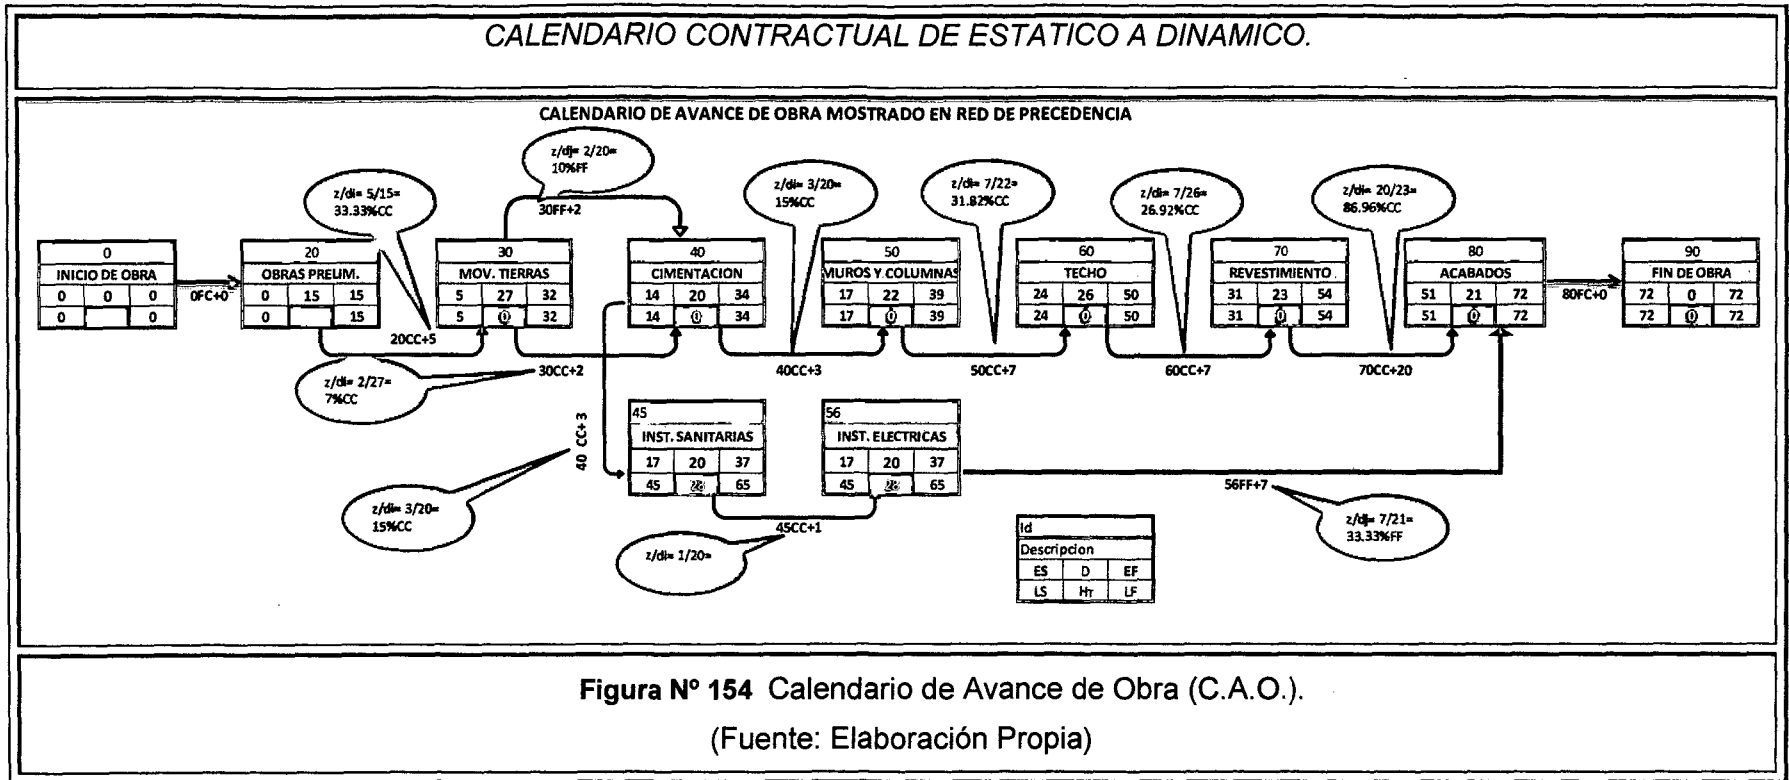 CALENDARIO CONTRACTUAL DE ESTATICO A DINAMICO.
CALENDARIO DE AVANCE DE OBRA MOSTRADO EN RED DE PRECEDENCIA
z/dj= 2/20=
10%FF
z/di= 5/15=
33.33%CC
z/di= 3/20=
15%CC
z/di= 7/22=
31.82%CC
z/di= 7/26=
26.92%CC
z/di= 20/23=
86.96%CC
30FF+2
0
INICIO DE OBRA
0 0 0
0 0
0FC+0
20
OBRAS PRELIM.
0 15 15
0 15
30
MOV. TIERRAS
5 27 32
5 0 32
40
CIMENTACION
14 20 34
14 0 34
50
MUROS Y COLUMNAS
17 22 39
17 0 39
60
TECHO
24 26 50
24 0 50
70
REVESTIMIENTO
31 23 54
31 0 54
80
ACABADOS
51 21 72
51 0 72
80FC+0
90
FIN DE OBRA
72 0 72
72 0 72
20CC+5
30CC+2
40CC+3
50CC+7
60CC+7
70CC+20
z/di= 2/27=
7%CC
40 CC+3
45
INST. SANITARIAS
17 20 37
45 28 65
56
INST. ELECTRICAS
17 20 37
45 28 65
56FF+7
z/di= 3/20=
15%CC
45CC+1
z/di= 1/20=
z/dj= 7/21=
33.33%FF
Id
Descripcion
ES D EF
LS HT LF
Figura Nº 154 Calendario de Avance de Obra (C.A.O.).
(Fuente: Elaboración Propia)